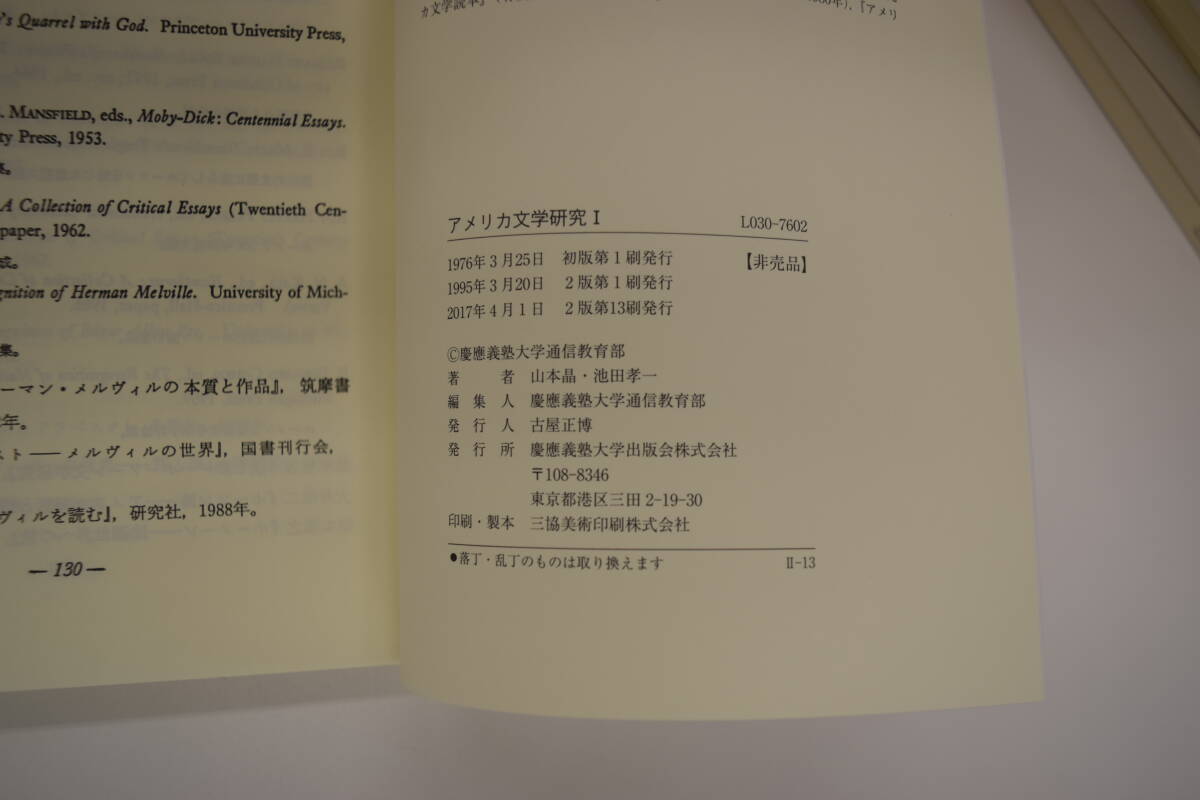 's Quarrel with God. Princeton University Press,
MANSFIELD, eds., Moby-Dick: Centennial Essays.
ty Press, 1953.
集。
A Collection of Critical Essays (Twentieth Cen-
paper, 1962.
成。
gnition of Herman Melville. University of Mich-
集。
ーマン・メルヴィルの本質と作品』, 筑摩書
年。
スト——メルヴィルの世界』, 国書刊行会,
ヴィルを読む』, 研究社, 1988年。
— 130 —
カ文学読本』
年), 『アメリ
アメリカ文学研究 I L030-7602
1976年3月25日 初版第1刷発行 【非売品】
1995年3月20日 2版第1刷発行
2017年4月1日 2版第13刷発行
©慶應義塾大学通信教育部
著者 山本晶・池田孝一
編集人 慶應義塾大学通信教育部
発行人 古屋正博
発行所 慶應義塾大学出版会株式会社
〒108-8346
東京都港区三田 2-19-30
印刷・製本 三協美術印刷株式会社
●落丁・乱丁のものは取り換えます II-13